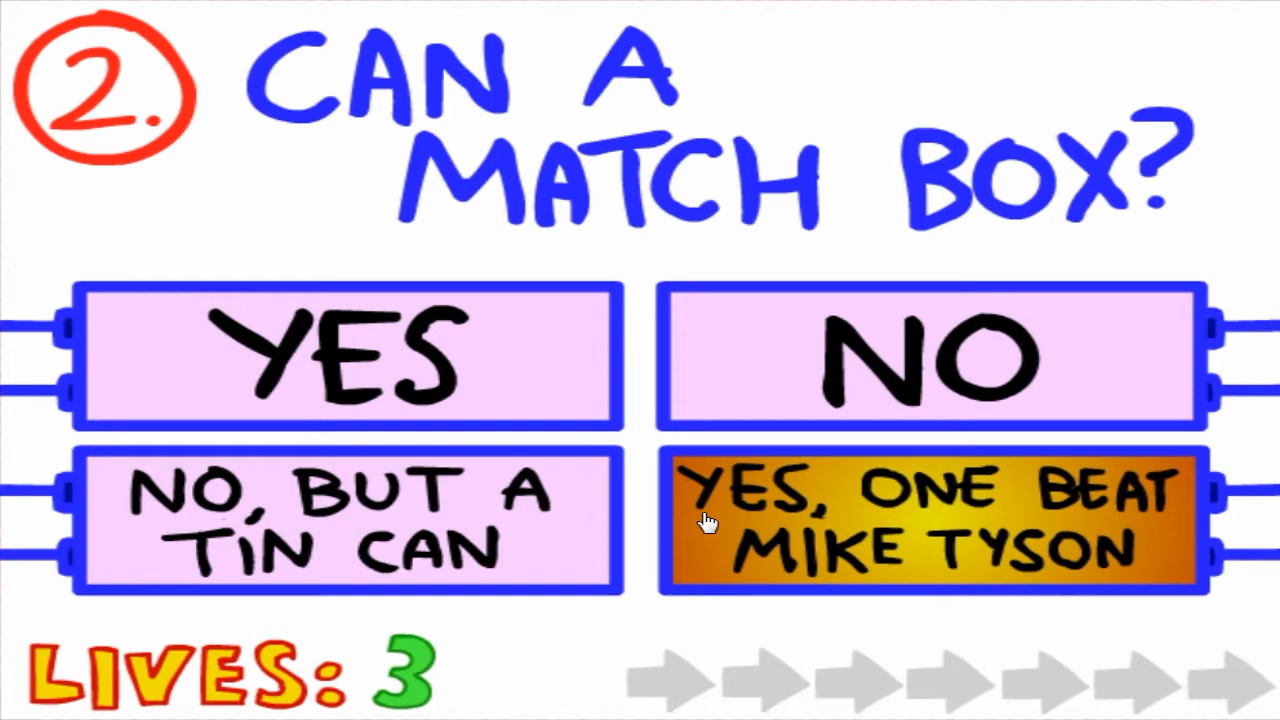 2. CAN A
MATCH BOX?
YES
NO
NO, BUT A
TIN CAN
YES, ONE BEAT
MIKE TYSON
LIVES: 3